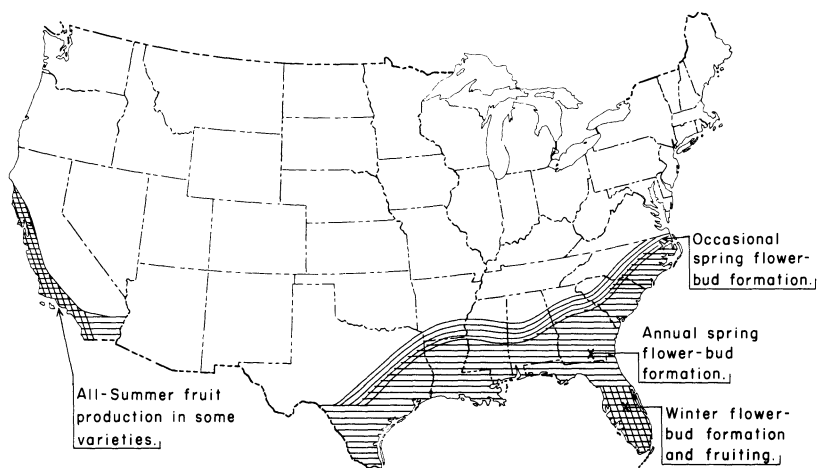 Occasional
spring flower-
bud formation.
Annual spring
flower-bud
formation.
All-Summer fruit
production in some
varieties.
Winter flower-
bud formation
and fruiting.